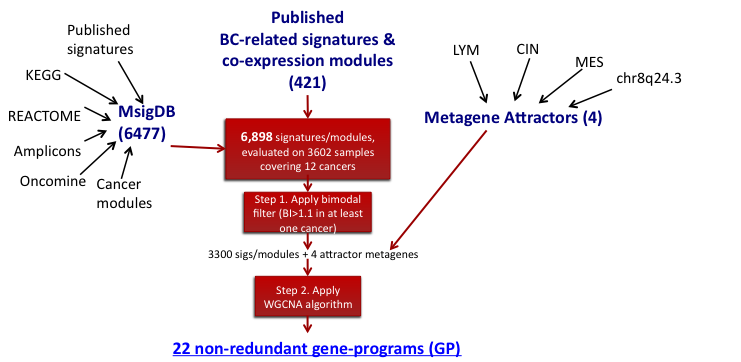 Published
signatures
KEGG
REACTOME
Amplicons
Oncomine
Cancer
modules
MsigDB
(6477)
Published
BC-related signatures &
co-expression modules
(421)
LYM
CIN
MES
chr8q24.3
Metagene Attractors (4)
6,898 signatures/modules,
evaluated on 3602 samples
covering 12 cancers
Step 1. Apply bimodal
filter (BI>1.1 in at least
one cancer)
3300 sigs/modules + 4 attractor metagenes
Step 2. Apply
WGCNA algorithm
22 non-redundant gene-programs (GP)